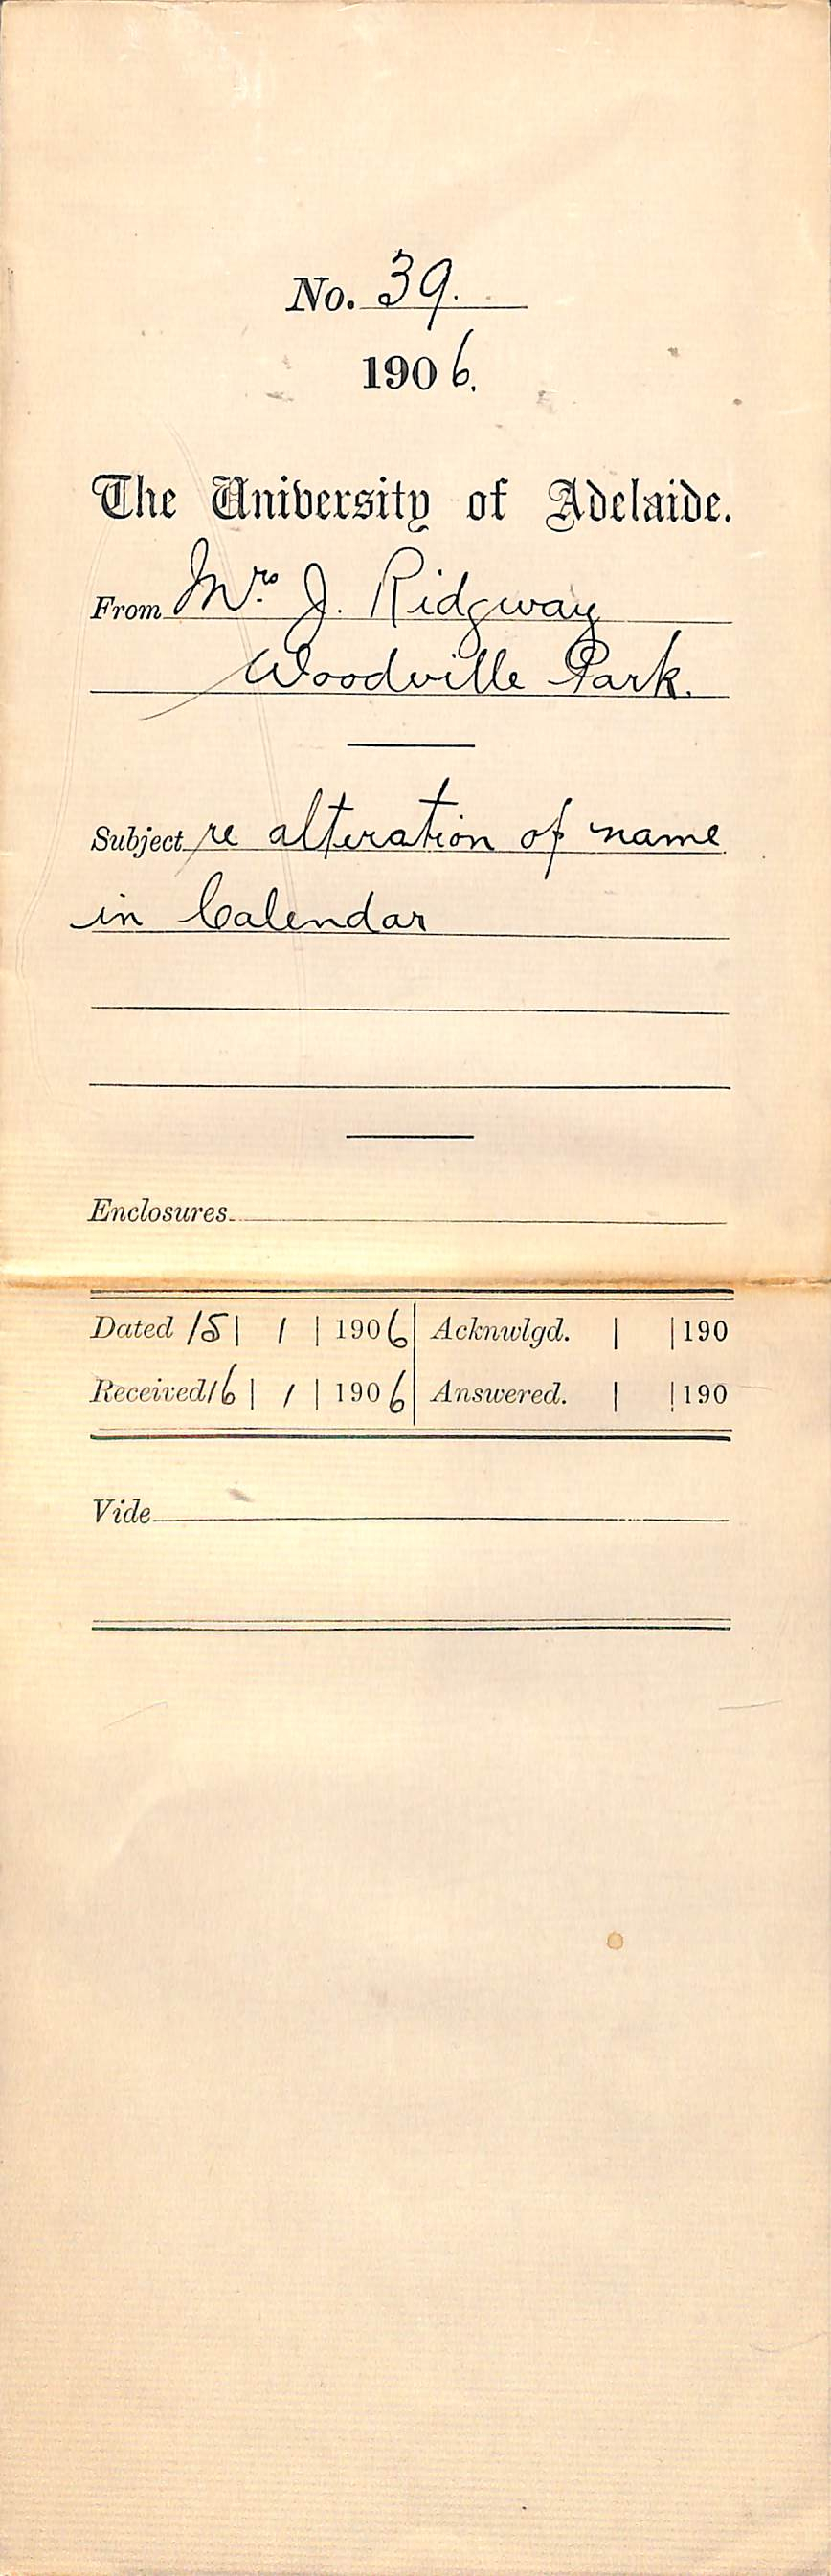 No. 39.
1906.
The University of Adelaide.
From Mrs. J. Ridgway
Woodville Park.
Subject re alteration of name
in Calendar
Enclosures
Dated 15 | 1 | 1906 | Acknwlgd. | | 190
Received 16 | 1 | 1906 | Answered. | | 190
Vide